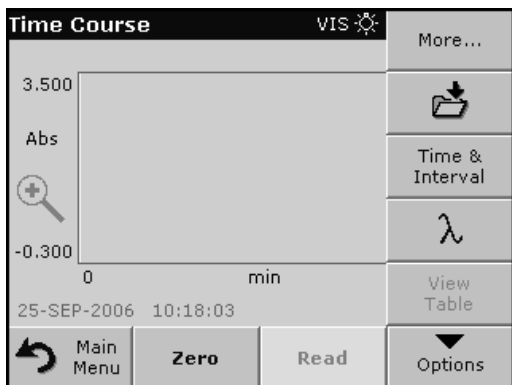 Time Course VIS
More...
3.500
Abs
Time &
Interval
λ
-0.300
0 min
View
Table
25-SEP-2006 10:18:03
Main
Menu
Zero
Read
Options